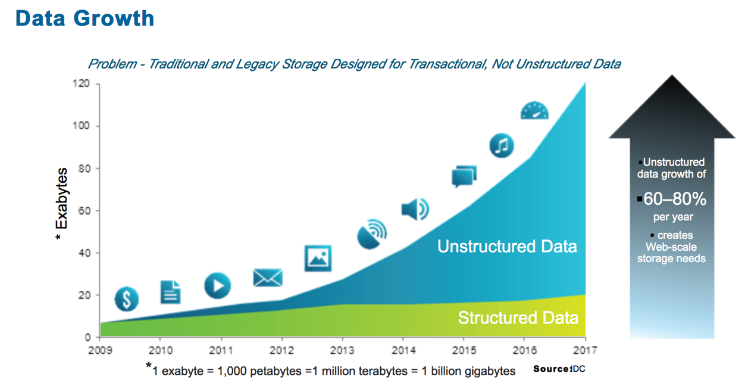 Data Growth
Problem - Traditional and Legacy Storage Designed for Transactional, Not Unstructured Data
120
100
80
60
40
20
0
* Exabytes
$
Unstructured Data
Structured Data
2009 2010 2011 2012 2013 2014 2015 2016 2017
*1 exabyte = 1,000 petabytes =1 million terabytes = 1 billion gigabytes
Source:IDC
▪Unstructured
data growth of
▪60–80%
per year
▪ creates
Web-scale
storage needs